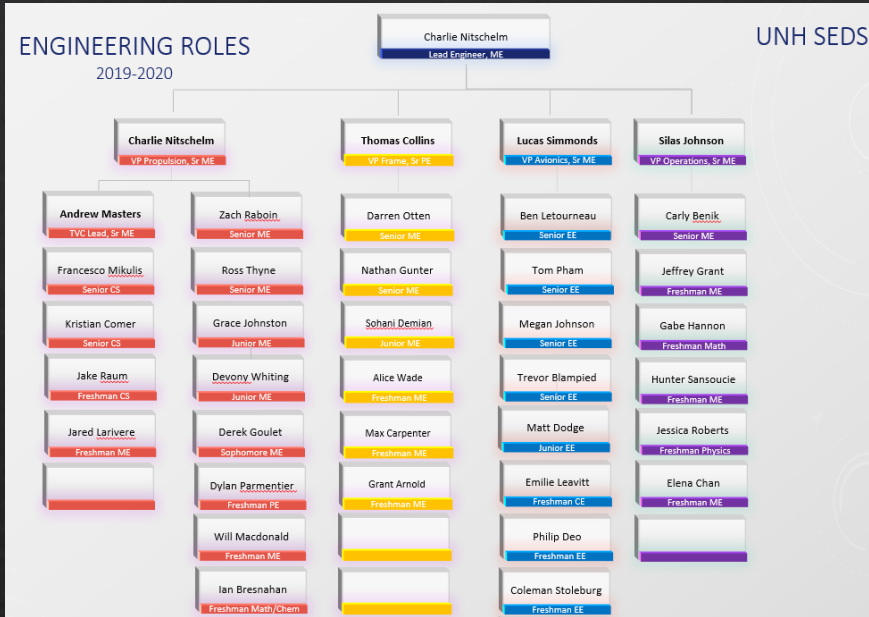 ENGINEERING ROLES
2019-2020
UNH SEDS
Charlie Nitschelm
Lead Engineer, ME
Charlie Nitschelm
VP Propulsion, Sr ME
Andrew Masters
TVC Lead, Sr ME
Francesco Mikulis
Senior CS
Kristian Comer
Senior CS
Jake Raum
Freshman CS
Jared Larivere
Freshman ME
Zach Raboin
Senior ME
Ross Thyne
Senior ME
Grace Johnston
Junior ME
Devony Whiting
Junior ME
Derek Goulet
Sophomore ME
Dylan Parmentier
Freshman PE
Will Macdonald
Freshman ME
Ian Bresnahan
Freshman Math/Chem
Thomas Collins
VP Frame, Sr PE
Darren Otten
Senior ME
Nathan Gunter
Senior ME
Sohani Demian
Junior ME
Alice Wade
Freshman ME
Max Carpenter
Freshman ME
Grant Arnold
Freshman ME
Lucas Simmonds
VP Avionics, Sr ME
Ben Letourneau
Senior EE
Tom Pham
Senior EE
Megan Johnson
Senior EE
Trevor Blampied
Senior EE
Matt Dodge
Junior EE
Emilie Leavitt
Freshman CE
Philip Deo
Freshman EE
Coleman Stoleburg
Freshman EE
Silas Johnson
VP Operations, Sr ME
Carly Benik
Senior ME
Jeffrey Grant
Freshman ME
Gabe Hannon
Freshman Math
Hunter Sansoucie
Freshman ME
Jessica Roberts
Freshman Physics
Elena Chan
Freshman ME